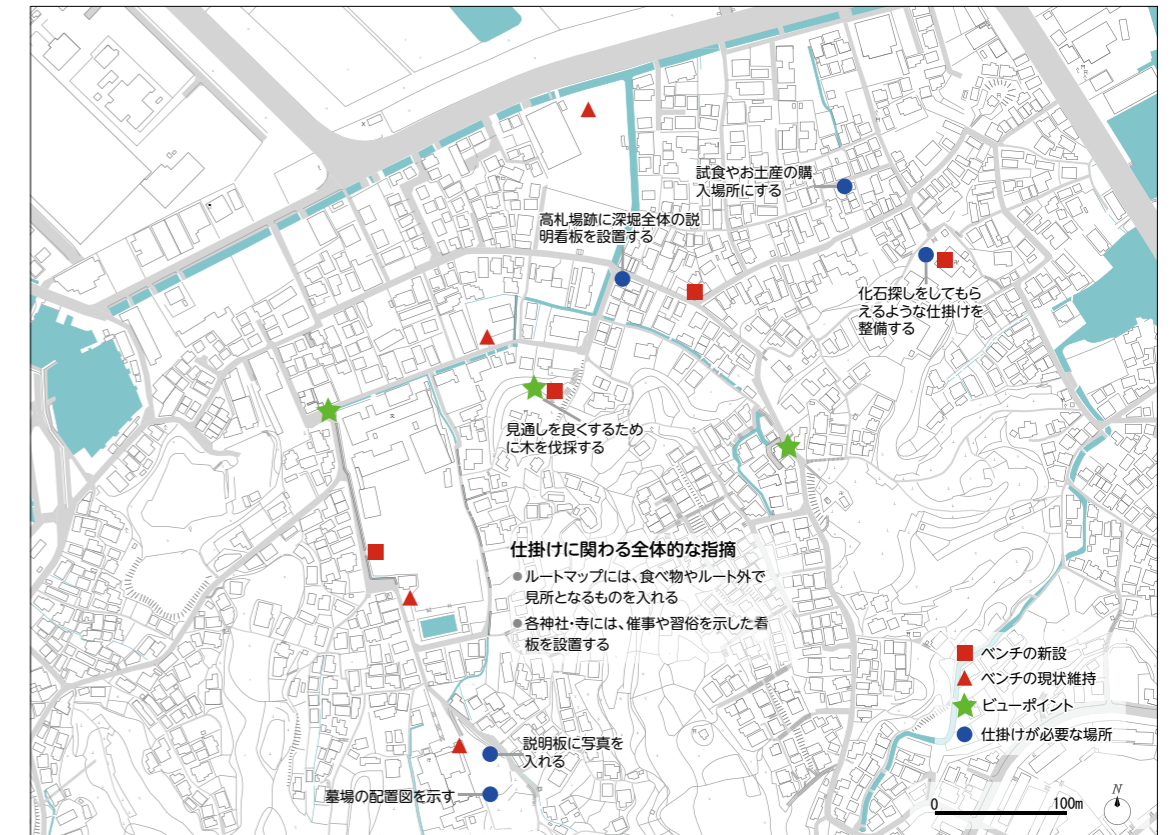 試食やお土産の購
入場所にする
高札場跡に深堀全体の説
明看板を設置する
化石探しをしてもら
えるような仕掛けを
整備する
見通しを良くするため
に木を伐採する
仕掛けに関わる全体的な指摘
●ルートマップには、食べ物やルート外で
見所となるものを入れる
●各神社・寺には、催事や習俗を示した看
板を設置する
ベンチの新設
ベンチの現状維持
ビューポイント
仕掛けが必要な場所
説明板に写真を
入れる
墓場の配置図を示す
0 100m
N